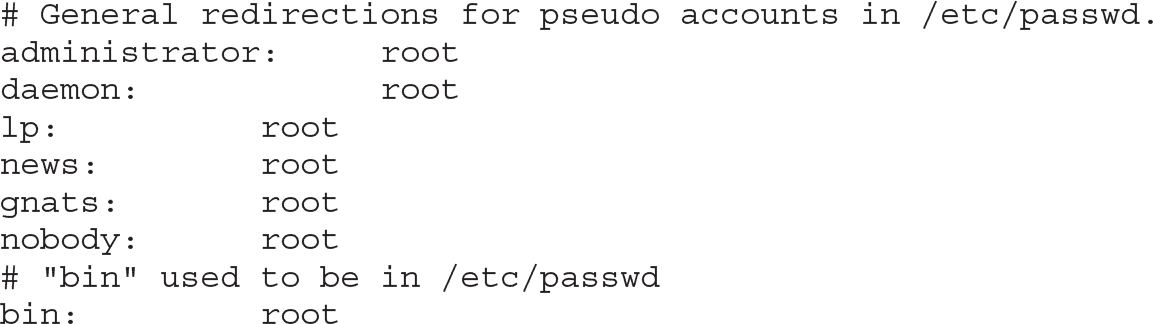 # General redirections for pseudo accounts in /etc/passwd.
administrator:     root
daemon:            root
lp:          root
news:        root
gnats:       root
nobody:      root
# "bin" used to be in /etc/passwd
bin:         root